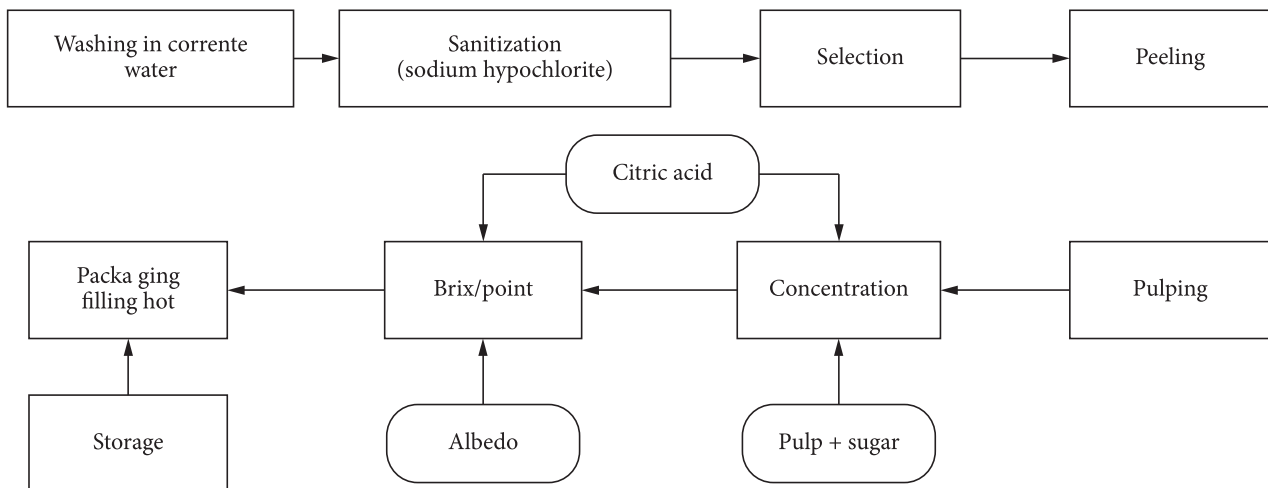 Washing in corrente
water
Sanitization
(sodium hypochlorite)
Selection
Peeling
Citric acid
Packa ging
filling hot
Brix/point
Concentration
Pulping
Storage
Albedo
Pulp + sugar